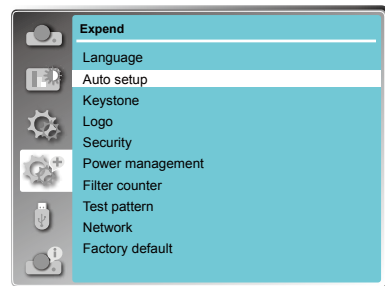 Expend
Language
Auto setup
Keystone
Logo
Security
Power management
Filter counter
Test pattern
Network
Factory default